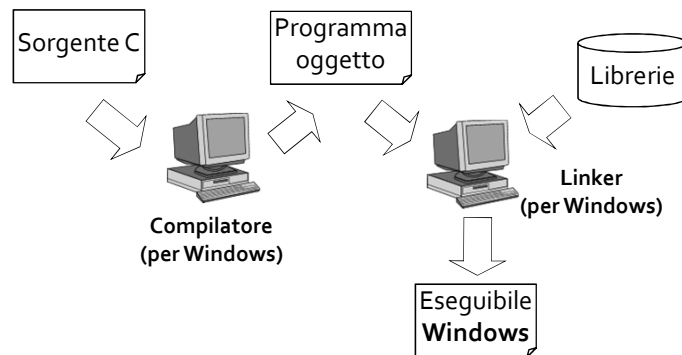 Sorgente C
Programma
oggetto
Librerie
Compilatore
(per Windows)
Linker
(per Windows)
Eseguibile
Windows